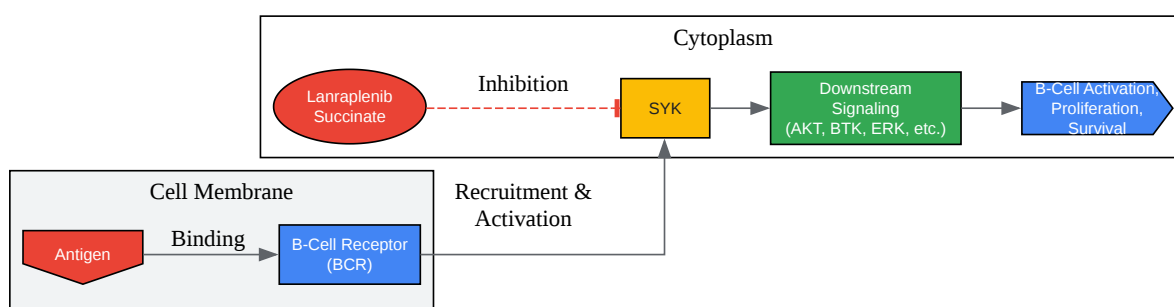 Cytoplasm
Lanraplenib
Succinate
Inhibition
SYK
Downstream
Signaling
(AKT, BTK, ERK, etc.)
B-Cell Activation,
Proliferation,
Survival
Cell Membrane
Recruitment &
Activation
Antigen
Binding
B-Cell Receptor
(BCR)